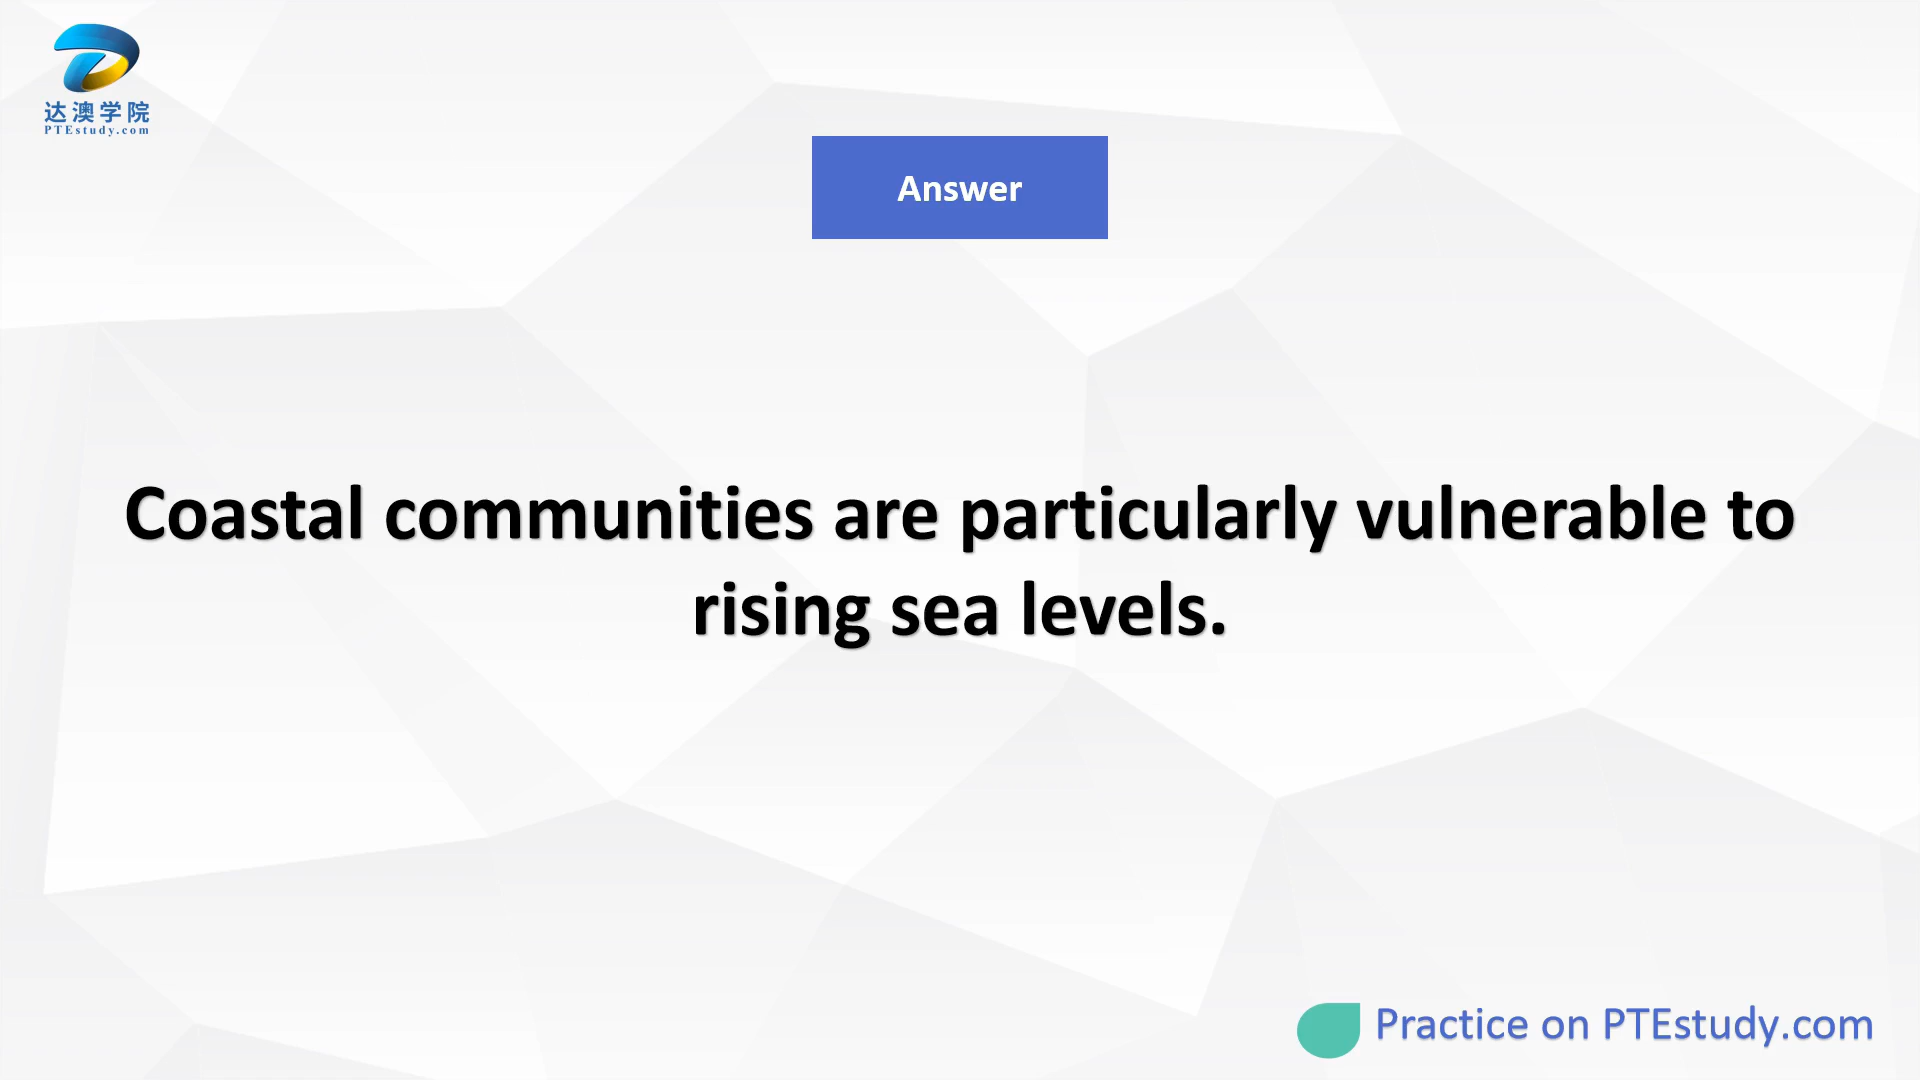 达澳学院
PTEstudy.com
Answer
Coastal communities are particularly vulnerable to
rising sea levels.
Practice on PTEstudy.com